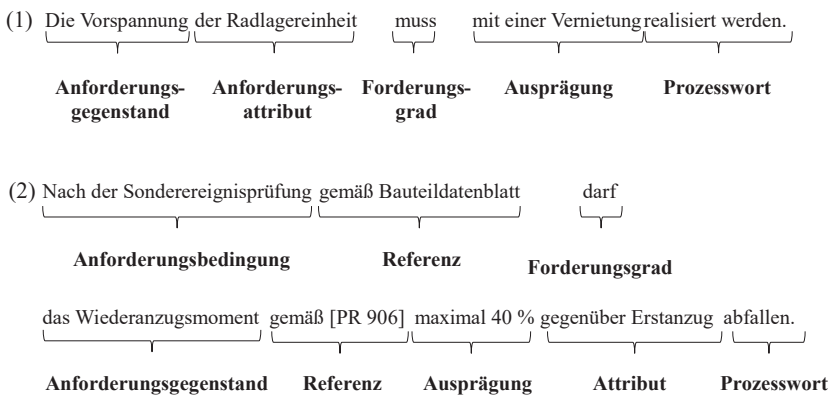 (1) Die Vorspannung der Radlagereinheit muss mit einer Vernietung realisiert werden.
Anforderungs- Anforderungs- Forderungs- Ausprägung Prozesswort
gegenstand attribut grad
(2) Nach der Sonderereignisprüfung gemäß Bauteildatenblatt darf
Anforderungsbedingung Referenz Forderungsgrad
das Wiederanzugsmoment gemäß [PR 906] maximal 40 % gegenüber Erstanzug abfallen.
Anforderungsgegenstand Referenz Ausprägung Attribut Prozesswort